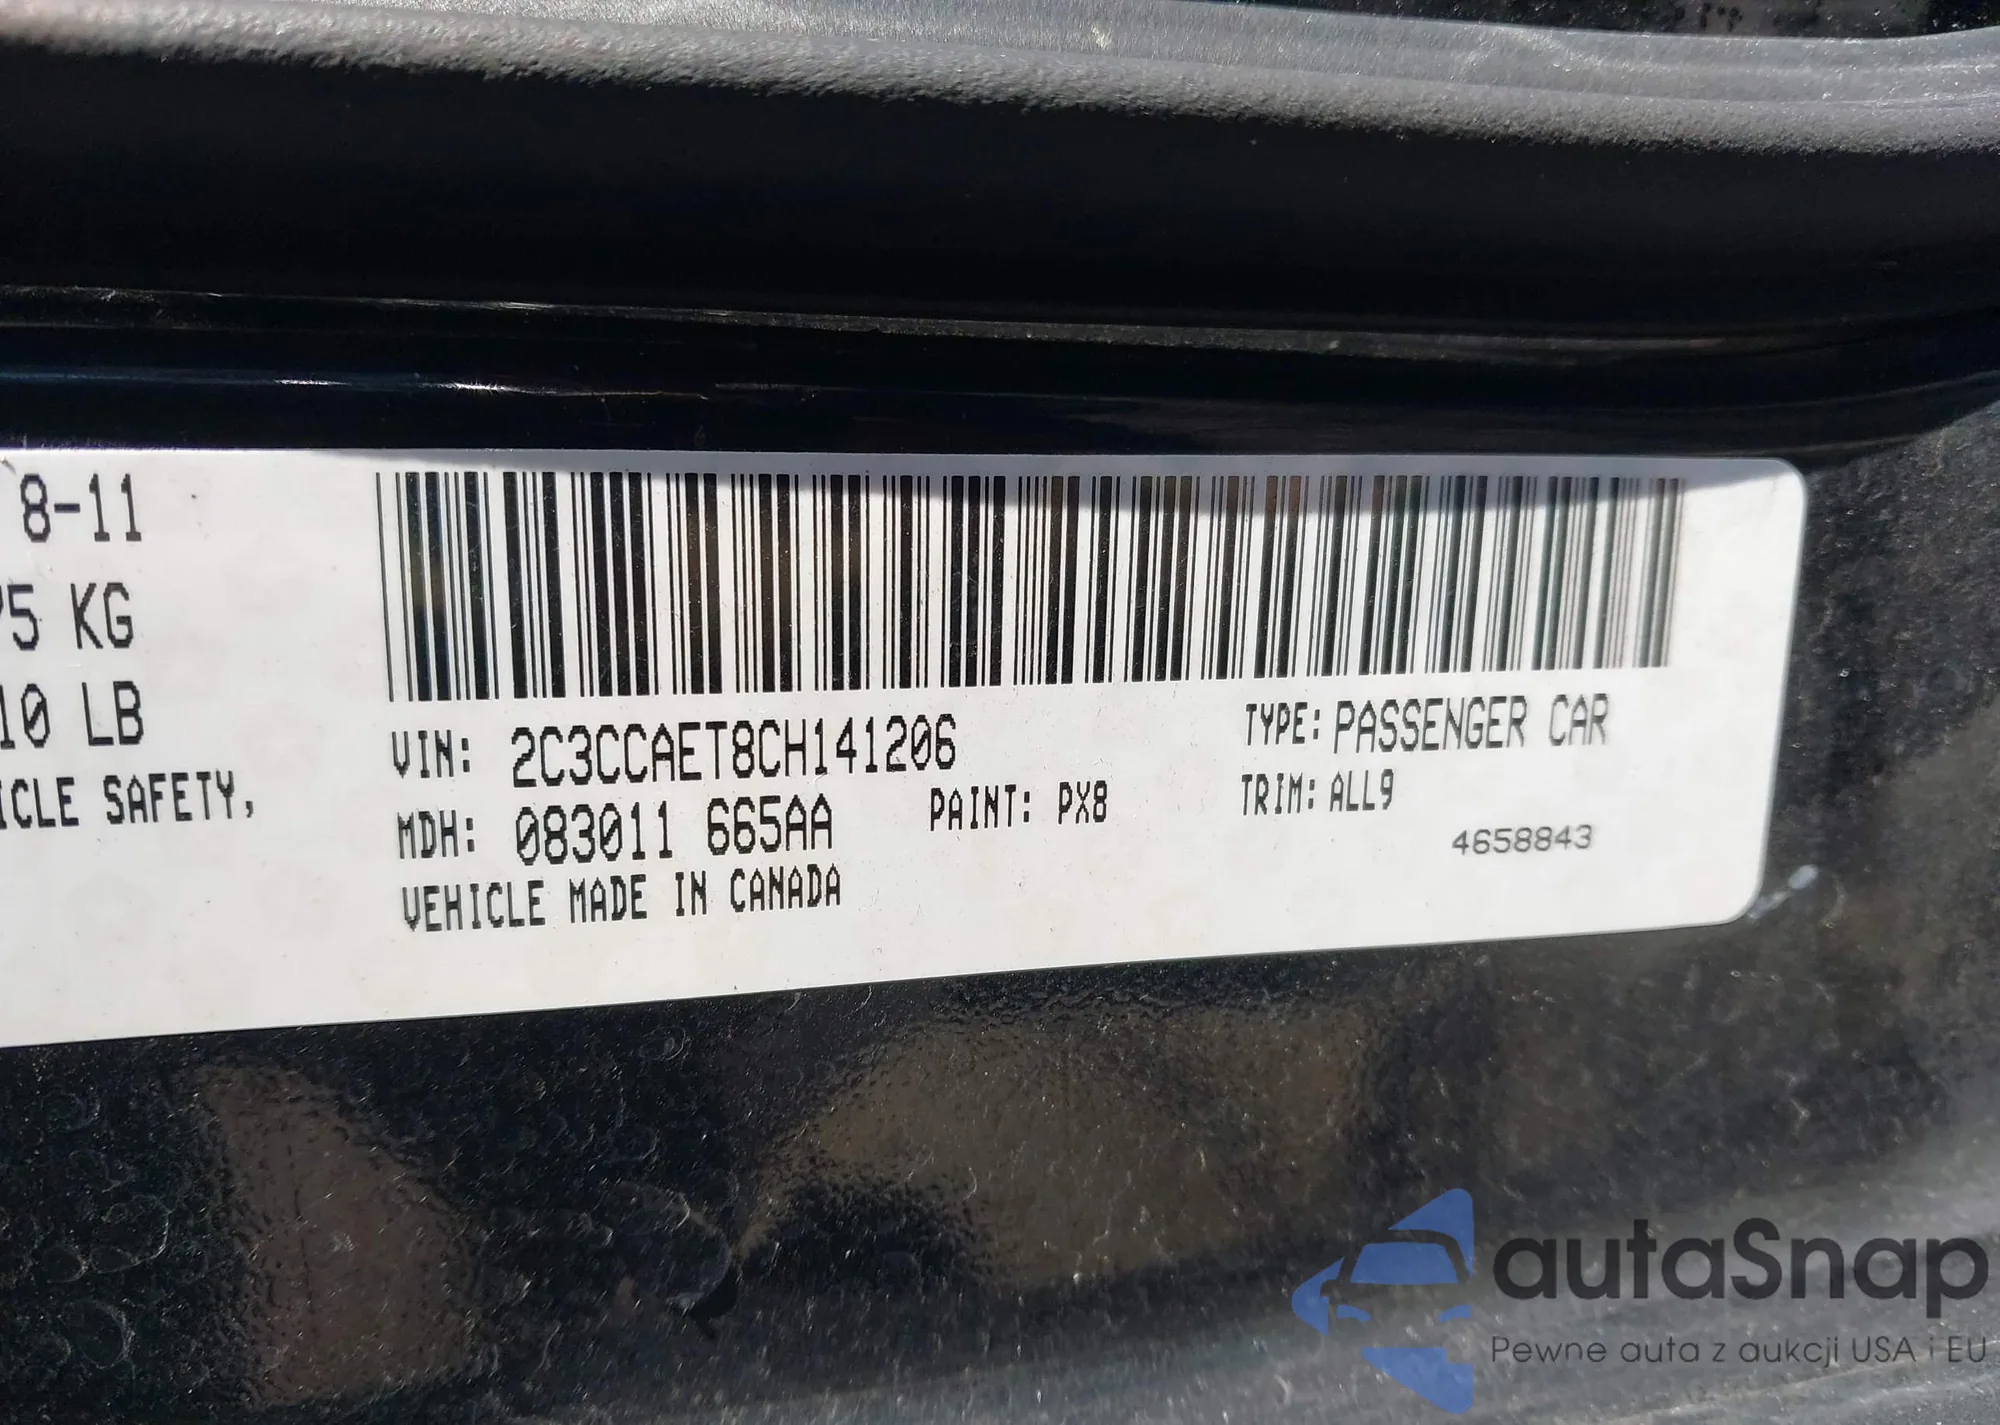 8-11
75 KG
10 LB
ICLE SAFETY,
VIN: 2C3CCAET8CH141206
TYPE: PASSENGER CAR
MDH: 083011 665AA
PAINT: PX8
TRIM: ALL9
4658843
VEHICLE MADE IN CANADA
autaSnap
Pewne auta z aukcji USA i EU